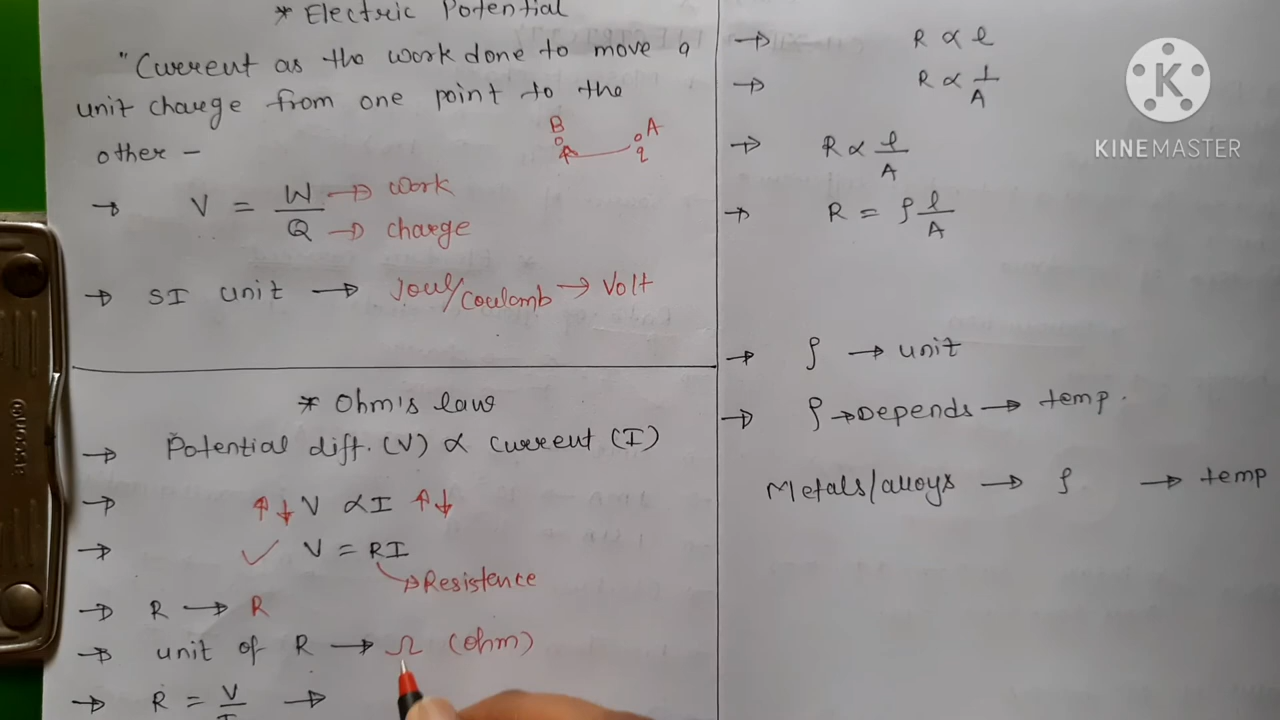 * Electric Potential
"Current as the work done to move a
unit charge from one point to the
other –
B
A
q
→ V = W/Q → work
→ charge
→ SI unit → Joul/Coulomb → Volt
* Ohm's law
→ Potential diff. (V) ∝ current (I)
→ ↑↓ V ∝ I ↑↓
→ ✓ V = RI
→ Resistence
→ R → R
→ unit of R → Ω (ohm)
→ R = V/I →
→ R ∝ l
→ R ∝ 1/A
→ R ∝ l/A
→ R = ρ l/A
→ ρ → unit
→ ρ → Depends → temp.
Metals/alloys → ρ → temp
K
KINEMASTER